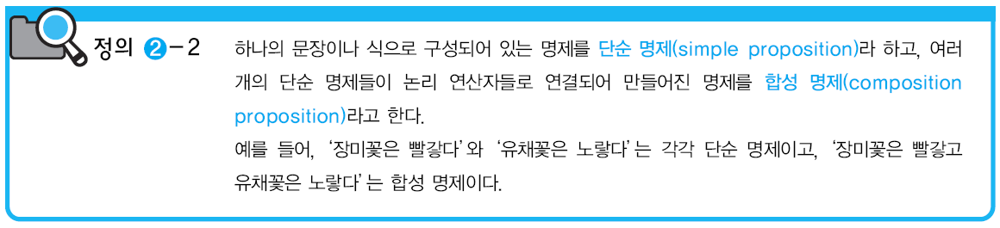 정의 2-2
하나의 문장이나 식으로 구성되어 있는 명제를 단순 명제(simple proposition)라 하고, 여러
개의 단순 명제들이 논리 연산자들로 연결되어 만들어진 명제를 합성 명제(composition
proposition)라고 한다.
예를 들어, ‘장미꽃은 빨갛다’와 ‘유채꽃은 노랗다’는 각각 단순 명제이고, ‘장미꽃은 빨갛고
유채꽃은 노랗다’는 합성 명제이다.